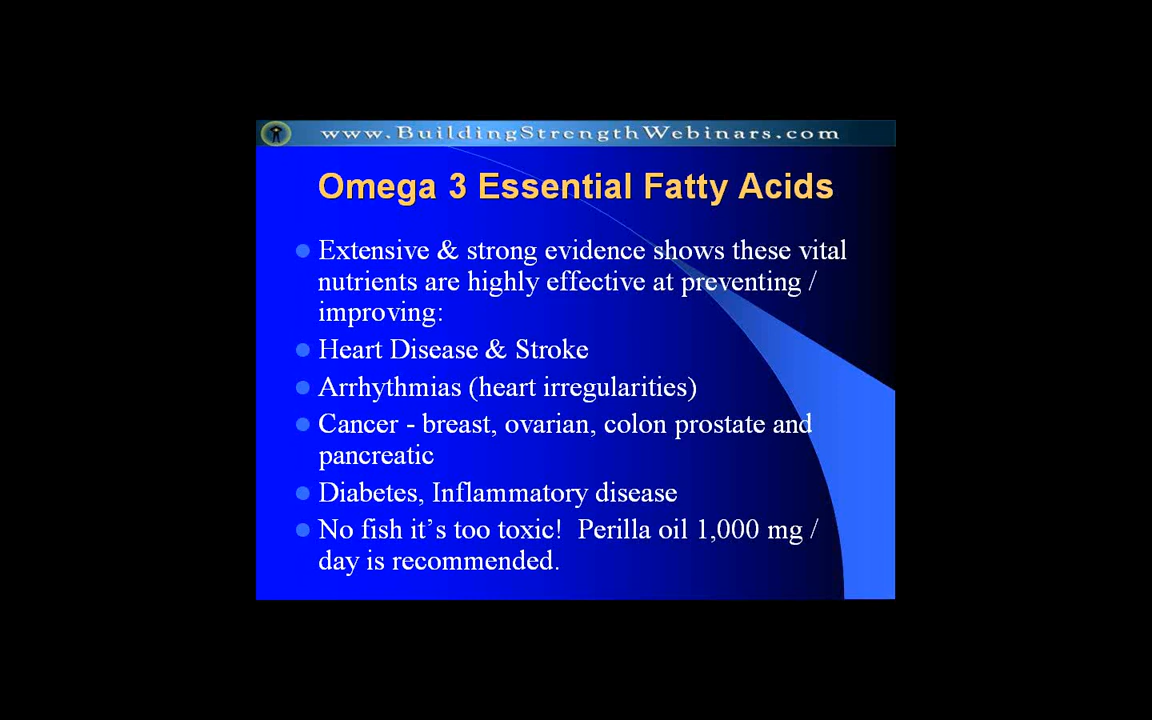 www.BuildingStrengthWebinars.com
Omega 3 Essential Fatty Acids
Extensive & strong evidence shows these vital
nutrients are highly effective at preventing /
improving:
Heart Disease & Stroke
Arrhythmias (heart irregularities)
Cancer - breast, ovarian, colon prostate and
pancreatic
Diabetes, Inflammatory disease
No fish it's too toxic!  Perilla oil 1,000 mg /
day is recommended.